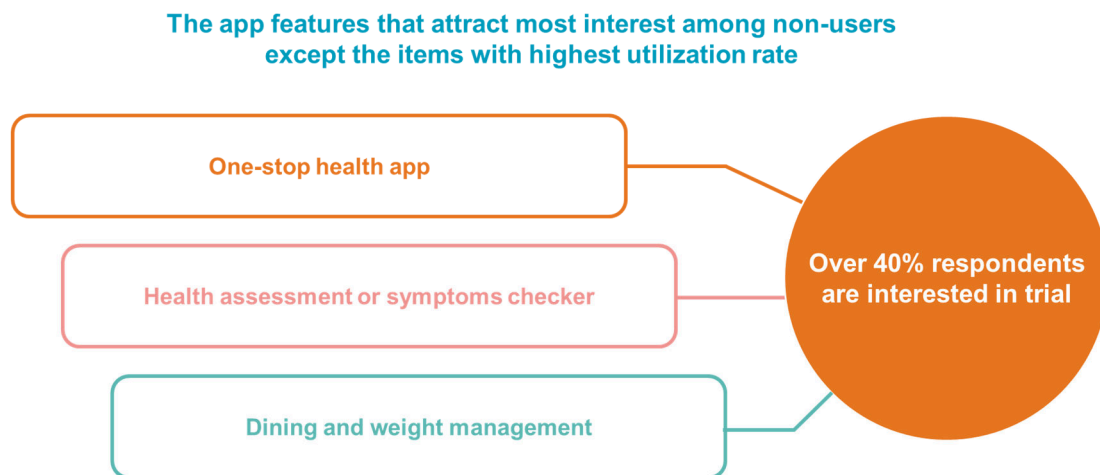 The app features that attract most interest among non-users
except the items with highest utilization rate
One-stop health app
Health assessment or symptoms checker
Dining and weight management
Over 40% respondents
are interested in trial